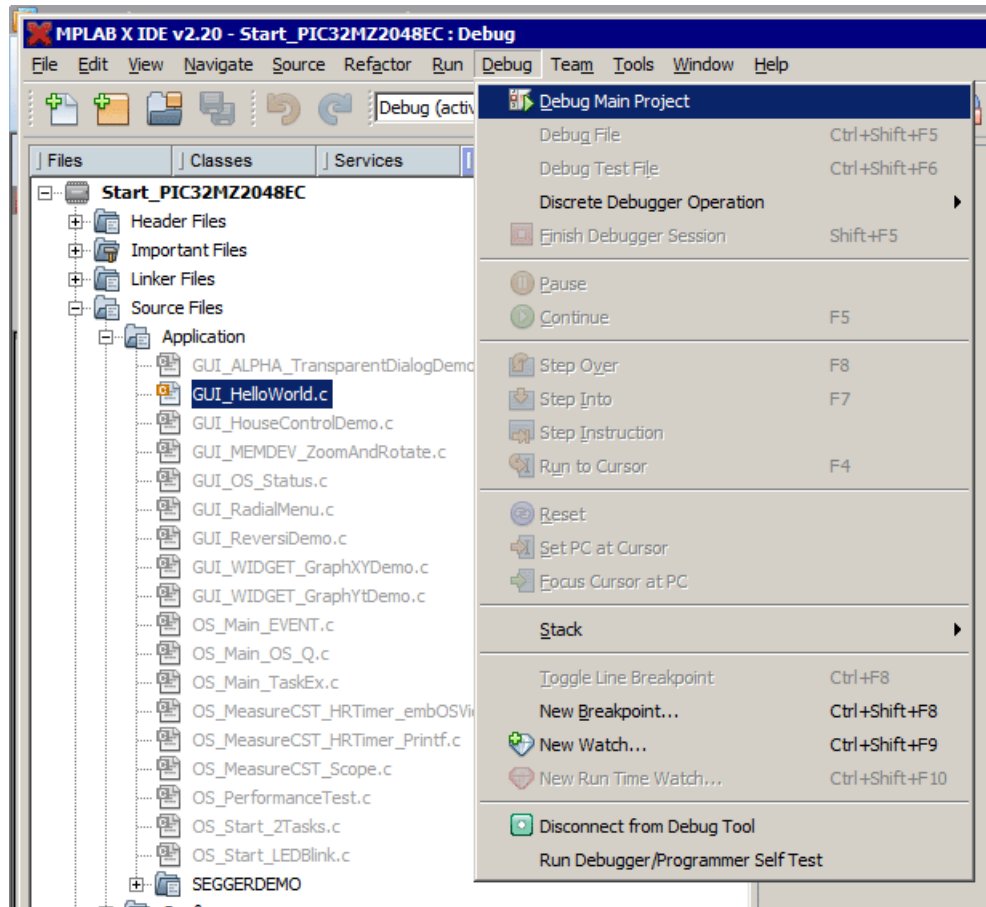 MPLAB X IDE v2.20 - Start_PIC32MZ2048EC : Debug
File Edit View Navigate Source Refactor Run Debug Team Tools Window Help
Debug (activ
Files Classes Services
Start_PIC32MZ2048EC
Header Files
Important Files
Linker Files
Source Files
Application
GUI_ALPHA_TransparentDialogDemo
GUI_HelloWorld.c
GUI_HouseControlDemo.c
GUI_MEMDEV_ZoomAndRotate.c
GUI_OS_Status.c
GUI_RadialMenu.c
GUI_ReversiDemo.c
GUI_WIDGET_GraphXYDemo.c
GUI_WIDGET_GraphYtDemo.c
OS_Main_EVENT.c
OS_Main_OS_Q.c
OS_Main_TaskEx.c
OS_MeasureCST_HRTimer_embOSVi
OS_MeasureCST_HRTimer_Printf.c
OS_MeasureCST_Scope.c
OS_PerformanceTest.c
OS_Start_2Tasks.c
OS_Start_LEDBlink.c
SEGGERDEMO
Debug Main Project
Debug File Ctrl+Shift+F5
Debug Test File Ctrl+Shift+F6
Discrete Debugger Operation
Finish Debugger Session Shift+F5
Pause
Continue F5
Step Over F8
Step Into F7
Step Instruction
Run to Cursor F4
Reset
Set PC at Cursor
Focus Cursor at PC
Stack
Toggle Line Breakpoint Ctrl+F8
New Breakpoint... Ctrl+Shift+F8
New Watch... Ctrl+Shift+F9
New Run Time Watch... Ctrl+Shift+F10
Disconnect from Debug Tool
Run Debugger/Programmer Self Test